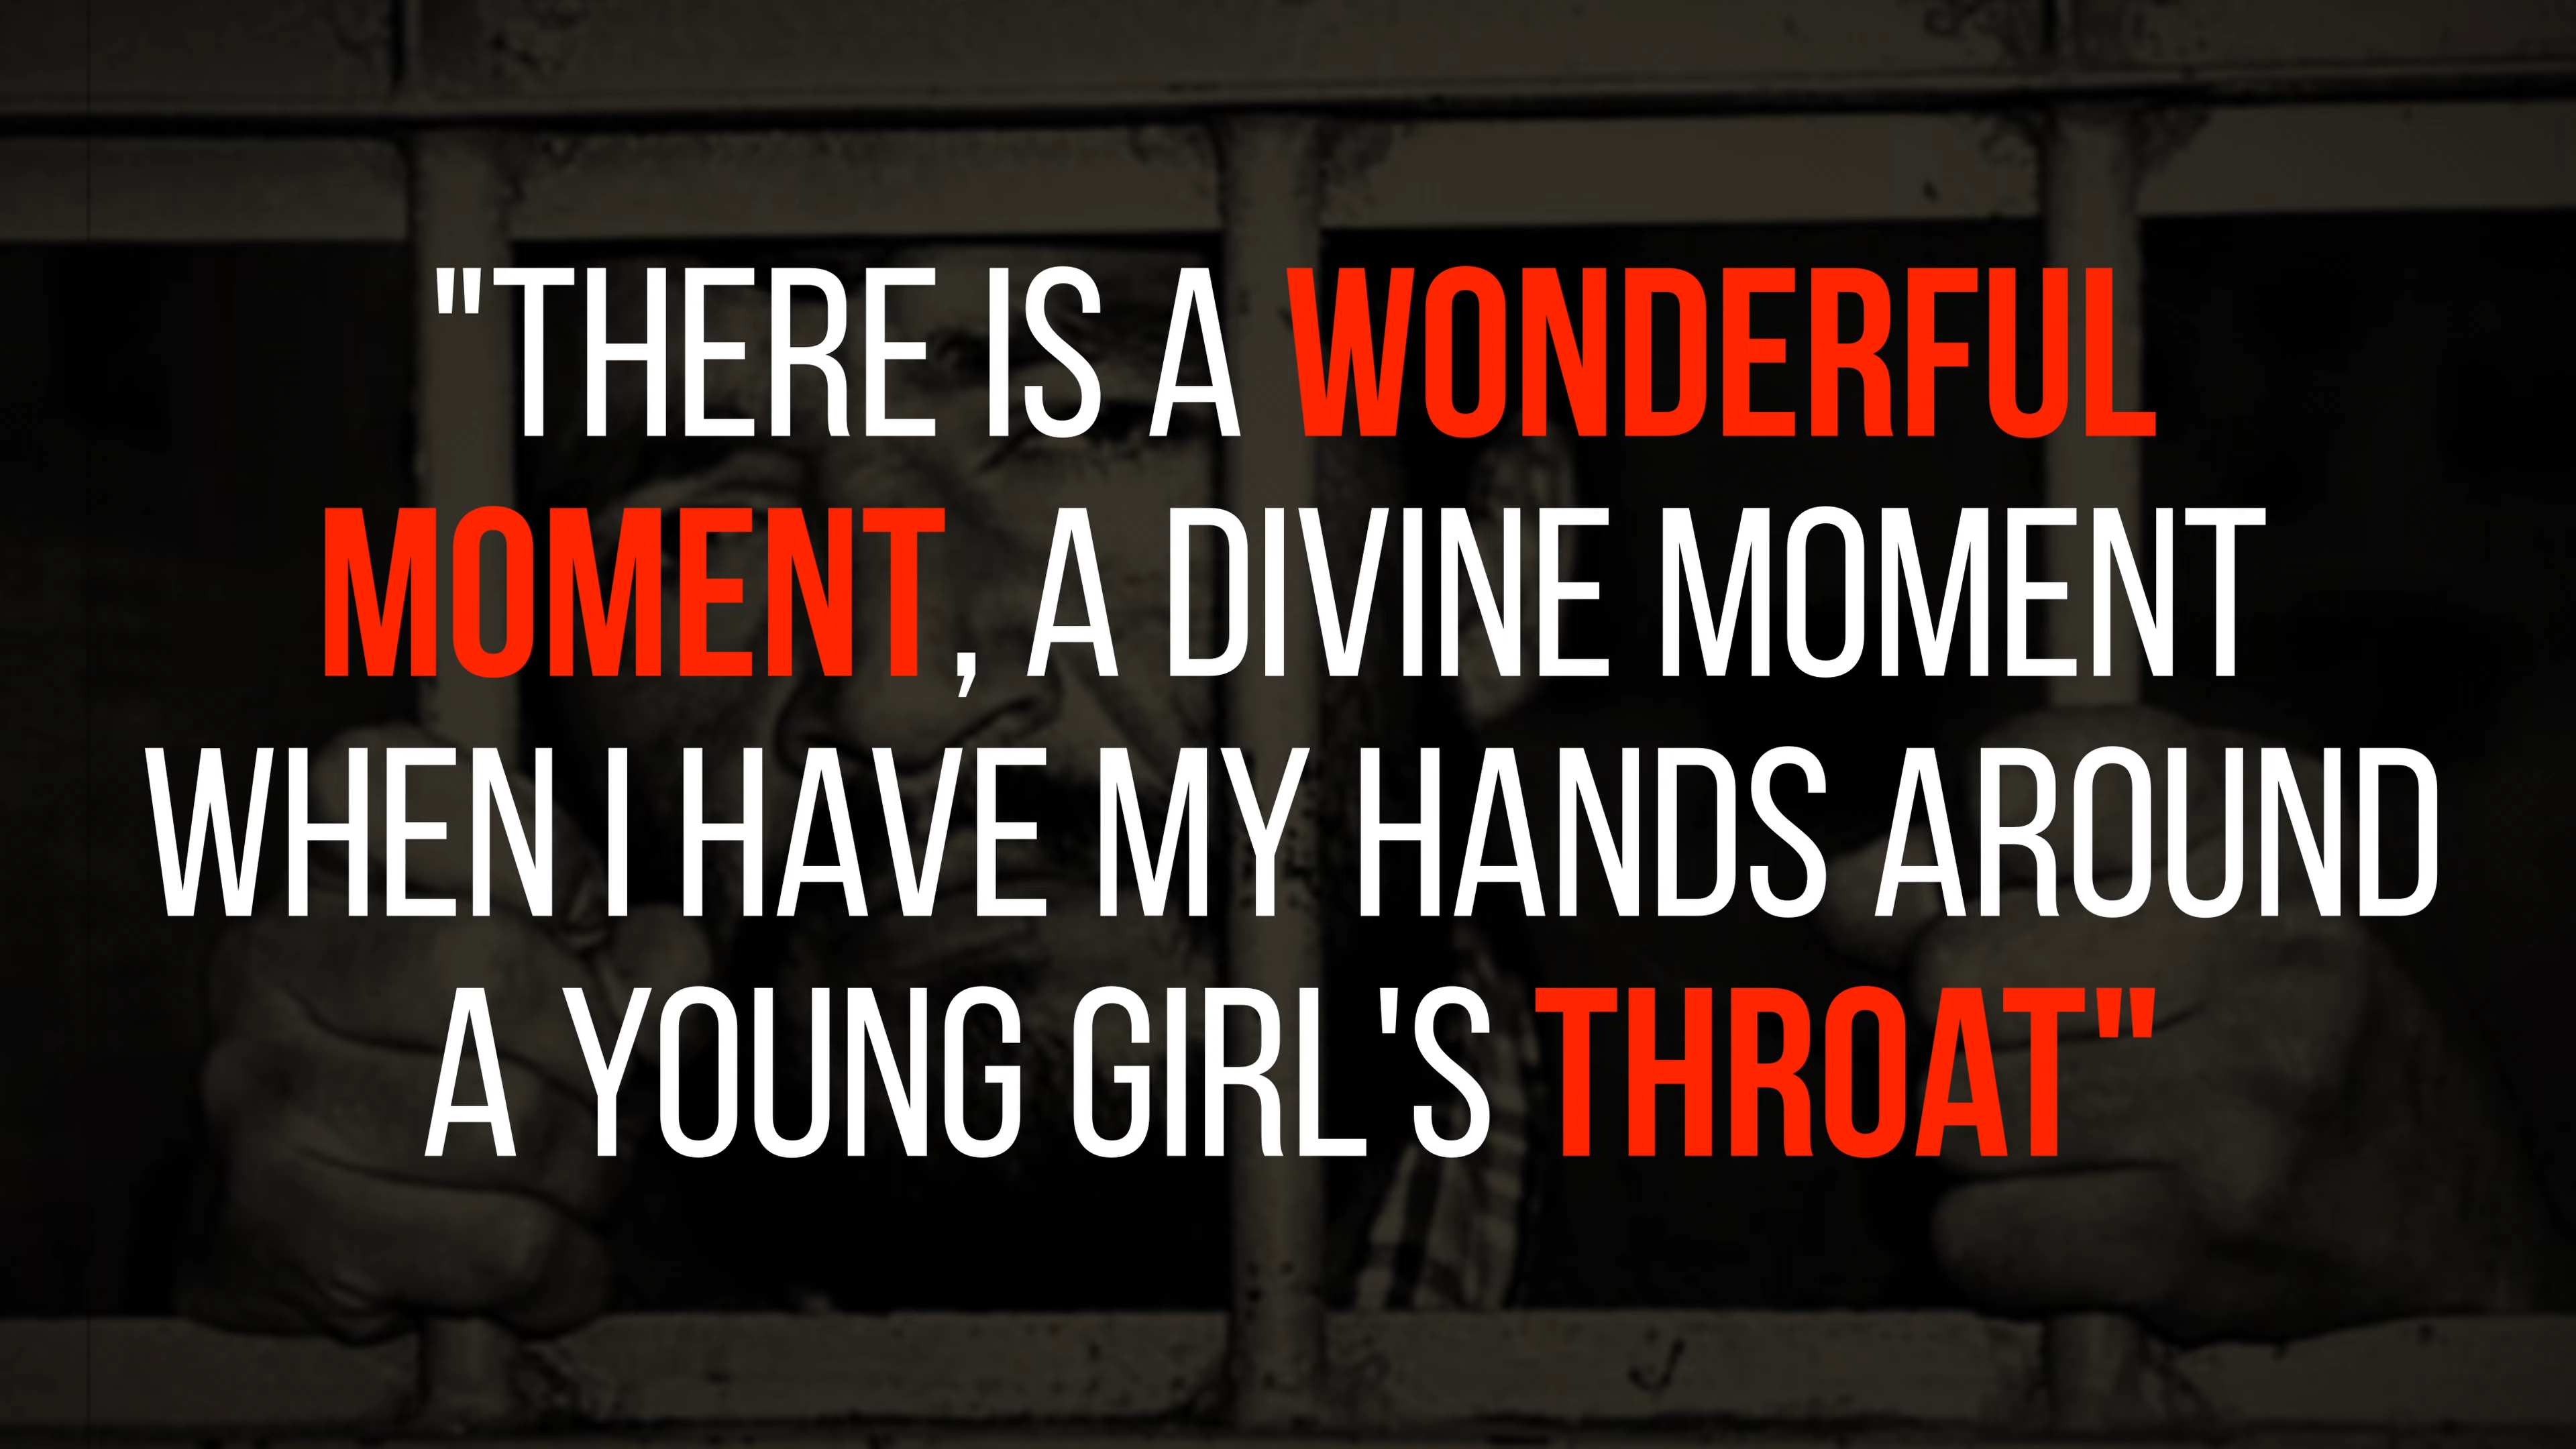 "THERE IS A WONDERFUL
MOMENT, A DIVINE MOMENT
WHEN I HAVE MY HANDS AROUND
A YOUNG GIRL'S THROAT"